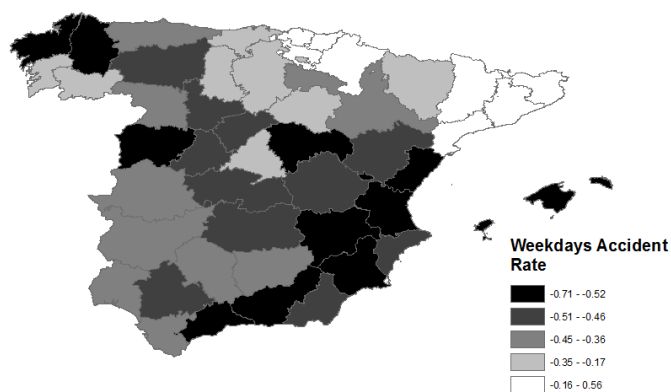 Weekdays Accident
Rate
-0.71 - -0.52
-0.51 - -0.46
-0.45 - -0.36
-0.35 - -0.17
-0.16 - 0.56